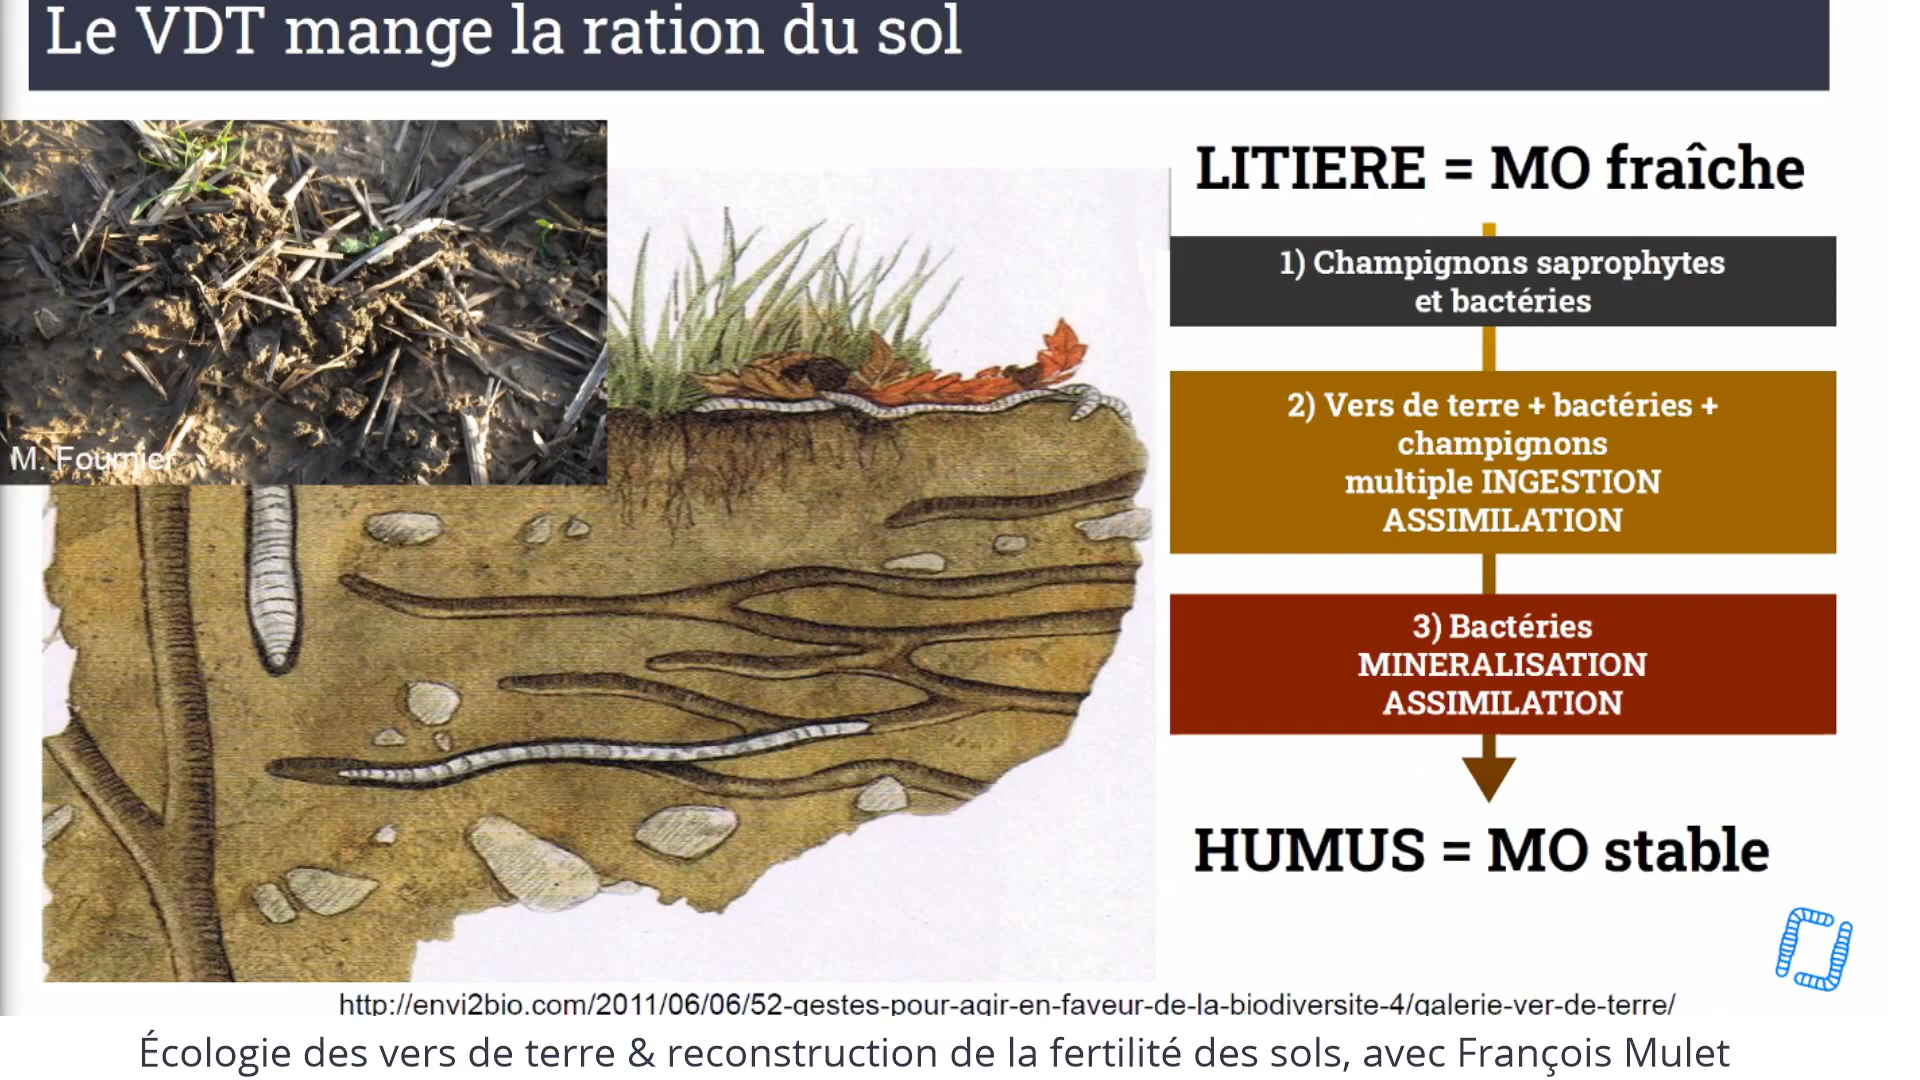 Le VDT mange la ration du sol
LITIERE = MO fraîche
1) Champignons saprophytes
et bactéries
2) Vers de terre + bactéries +
champignons
multiple INGESTION
ASSIMILATION
3) Bactéries
MINERALISATION
ASSIMILATION
HUMUS = MO stable
M. Fournier
http://envi2bio.com/2011/06/06/52-gestes-pour-agir-en-faveur-de-la-biodiversite-4/galerie-ver-de-terre/
Écologie des vers de terre & reconstruction de la fertilité des sols, avec François Mulet